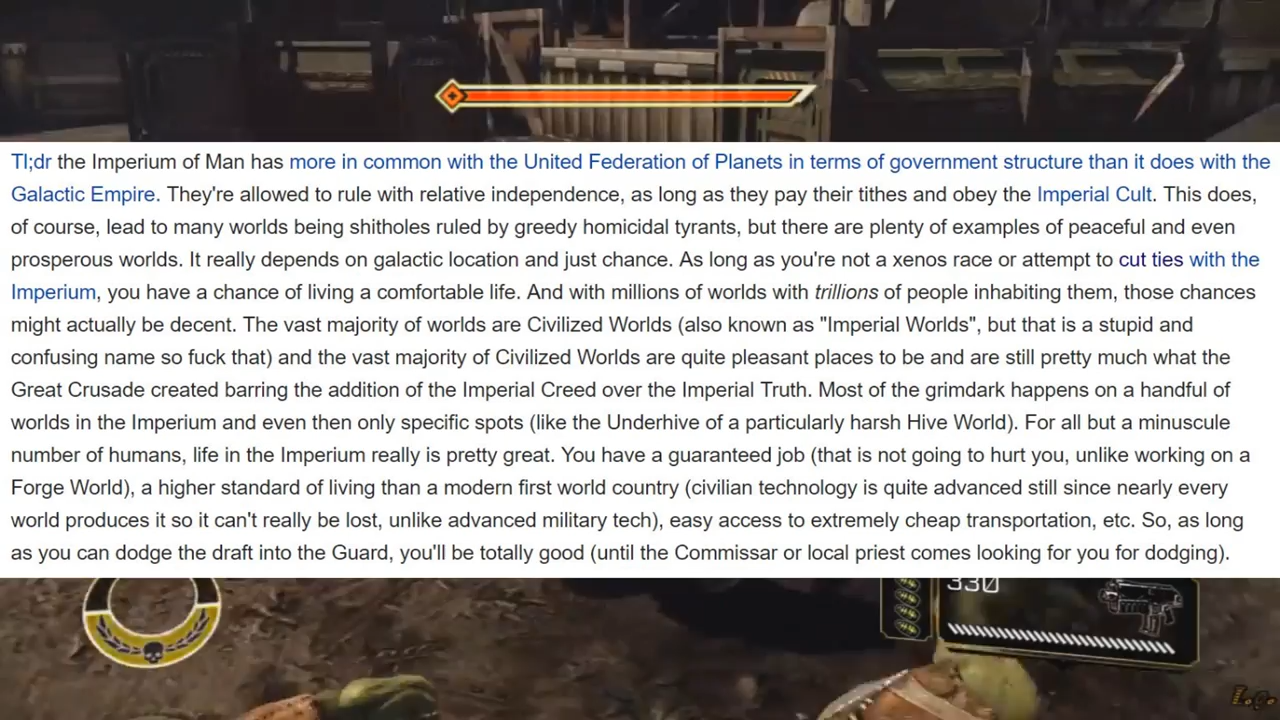 Tl;dr the Imperium of Man has more in common with the United Federation of Planets in terms of government structure than it does with the
Galactic Empire. They're allowed to rule with relative independence, as long as they pay their tithes and obey the Imperial Cult. This does,
of course, lead to many worlds being shitholes ruled by greedy homicidal tyrants, but there are plenty of examples of peaceful and even
prosperous worlds. It really depends on galactic location and just chance. As long as you're not a xenos race or attempt to cut ties with the
Imperium, you have a chance of living a comfortable life. And with millions of worlds with trillions of people inhabiting them, those chances
might actually be decent. The vast majority of worlds are Civilized Worlds (also known as "Imperial Worlds", but that is a stupid and
confusing name so fuck that) and the vast majority of Civilized Worlds are quite pleasant places to be and are still pretty much what the
Great Crusade created barring the addition of the Imperial Creed over the Imperial Truth. Most of the grimdark happens on a handful of
worlds in the Imperium and even then only specific spots (like the Underhive of a particularly harsh Hive World). For all but a minuscule
number of humans, life in the Imperium really is pretty great. You have a guaranteed job (that is not going to hurt you, unlike working on a
Forge World), a higher standard of living than a modern first world country (civilian technology is quite advanced still since nearly every
world produces it so it can't really be lost, unlike advanced military tech), easy access to extremely cheap transportation, etc. So, as long
as you can dodge the draft into the Guard, you'll be totally good (until the Commissar or local priest comes looking for you for dodging).
330